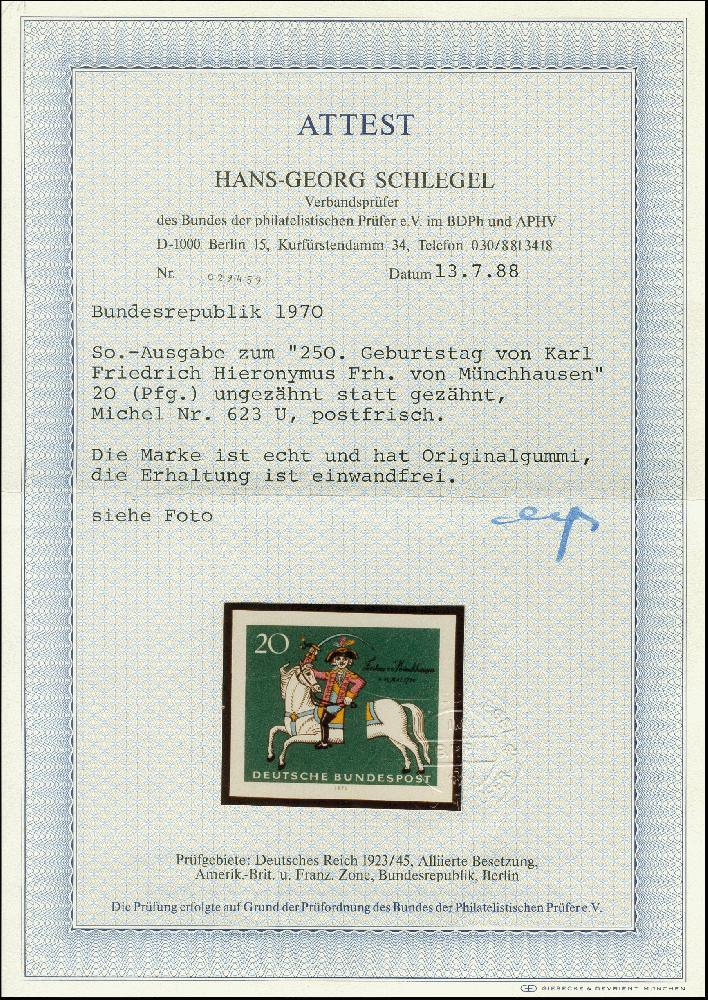 ATTEST
HANS-GEORG SCHLEGEL
Verbandsprüfer
des Bundes der philatelistischen Prüfer e.V. im BDPh und APHV
D-1000 Berlin 15, Kurfürstendamm 34, Telefon 030/8813418
Nr. 029459 Datum 13.7.88
Bundesrepublik 1970
So.-Ausgabe zum "250. Geburtstag von Karl
Friedrich Hieronymus Frh. von Münchhausen"
20 (Pfg.) ungezähnt statt gezähnt,
Michel Nr. 623 U, postfrisch.
Die Marke ist echt und hat Originalgummi,
die Erhaltung ist einwandfrei.
siehe Foto
20
DEUTSCHE BUNDESPOST
Prüfgebiete: Deutsches Reich 1923/45, Alliierte Besetzung,
Amerik.-Brit. u. Franz. Zone, Bundesrepublik, Berlin
Die Prüfung erfolgte auf Grund der Prüfordnung des Bundes der Philatelistischen Prüfer e.V.
GIESECKE & DEVRIENT MÜNCHEN